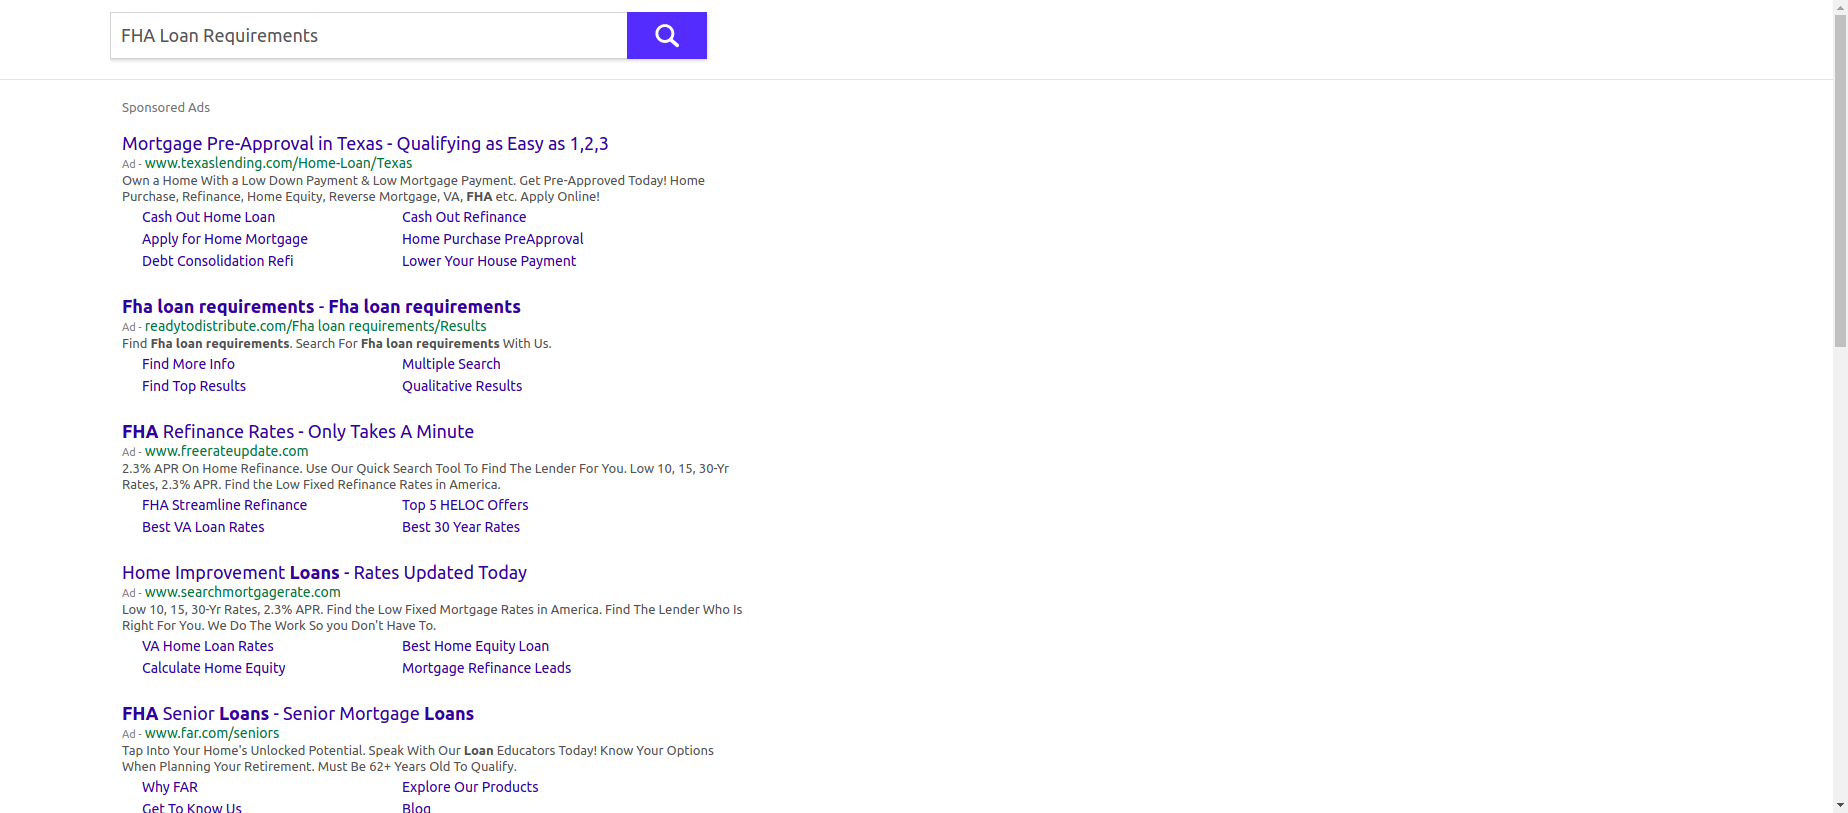 FHA Loan Requirements
Sponsored Ads
Mortgage Pre-Approval in Texas - Qualifying as Easy as 1,2,3
Ad - www.texaslending.com/Home-Loan/Texas
Own a Home With a Low Down Payment & Low Mortgage Payment. Get Pre-Approved Today! Home
Purchase, Refinance, Home Equity, Reverse Mortgage, VA, FHA etc. Apply Online!
Cash Out Home Loan Cash Out Refinance
Apply for Home Mortgage Home Purchase PreApproval
Debt Consolidation Refi Lower Your House Payment
Fha loan requirements - Fha loan requirements
Ad - readytodistribute.com/Fha loan requirements/Results
Find Fha loan requirements. Search For Fha loan requirements With Us.
Find More Info Multiple Search
Find Top Results Qualitative Results
FHA Refinance Rates - Only Takes A Minute
Ad - www.freerateupdate.com
2.3% APR On Home Refinance. Use Our Quick Search Tool To Find The Lender For You. Low 10, 15, 30-Yr
Rates, 2.3% APR. Find the Low Fixed Refinance Rates in America.
FHA Streamline Refinance Top 5 HELOC Offers
Best VA Loan Rates Best 30 Year Rates
Home Improvement Loans - Rates Updated Today
Ad - www.searchmortgagerate.com
Low 10, 15, 30-Yr Rates, 2.3% APR. Find the Low Fixed Mortgage Rates in America. Find The Lender Who Is
Right For You. We Do The Work So you Don't Have To.
VA Home Loan Rates Best Home Equity Loan
Calculate Home Equity Mortgage Refinance Leads
FHA Senior Loans - Senior Mortgage Loans
Ad - www.far.com/seniors
Tap Into Your Home's Unlocked Potential. Speak With Our Loan Educators Today! Know Your Options
When Planning Your Retirement. Must Be 62+ Years Old To Qualify.
Why FAR Explore Our Products
Get To Know Us Blog